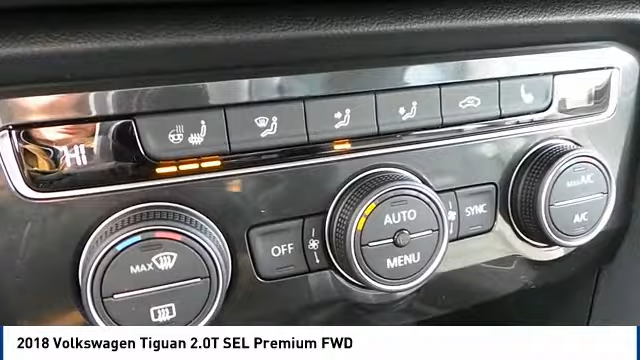 HI
OFF
AUTO
MENU
SYNC
MAX A/C
A/C
MAX
2018 Volkswagen Tiguan 2.0T SEL Premium FWD